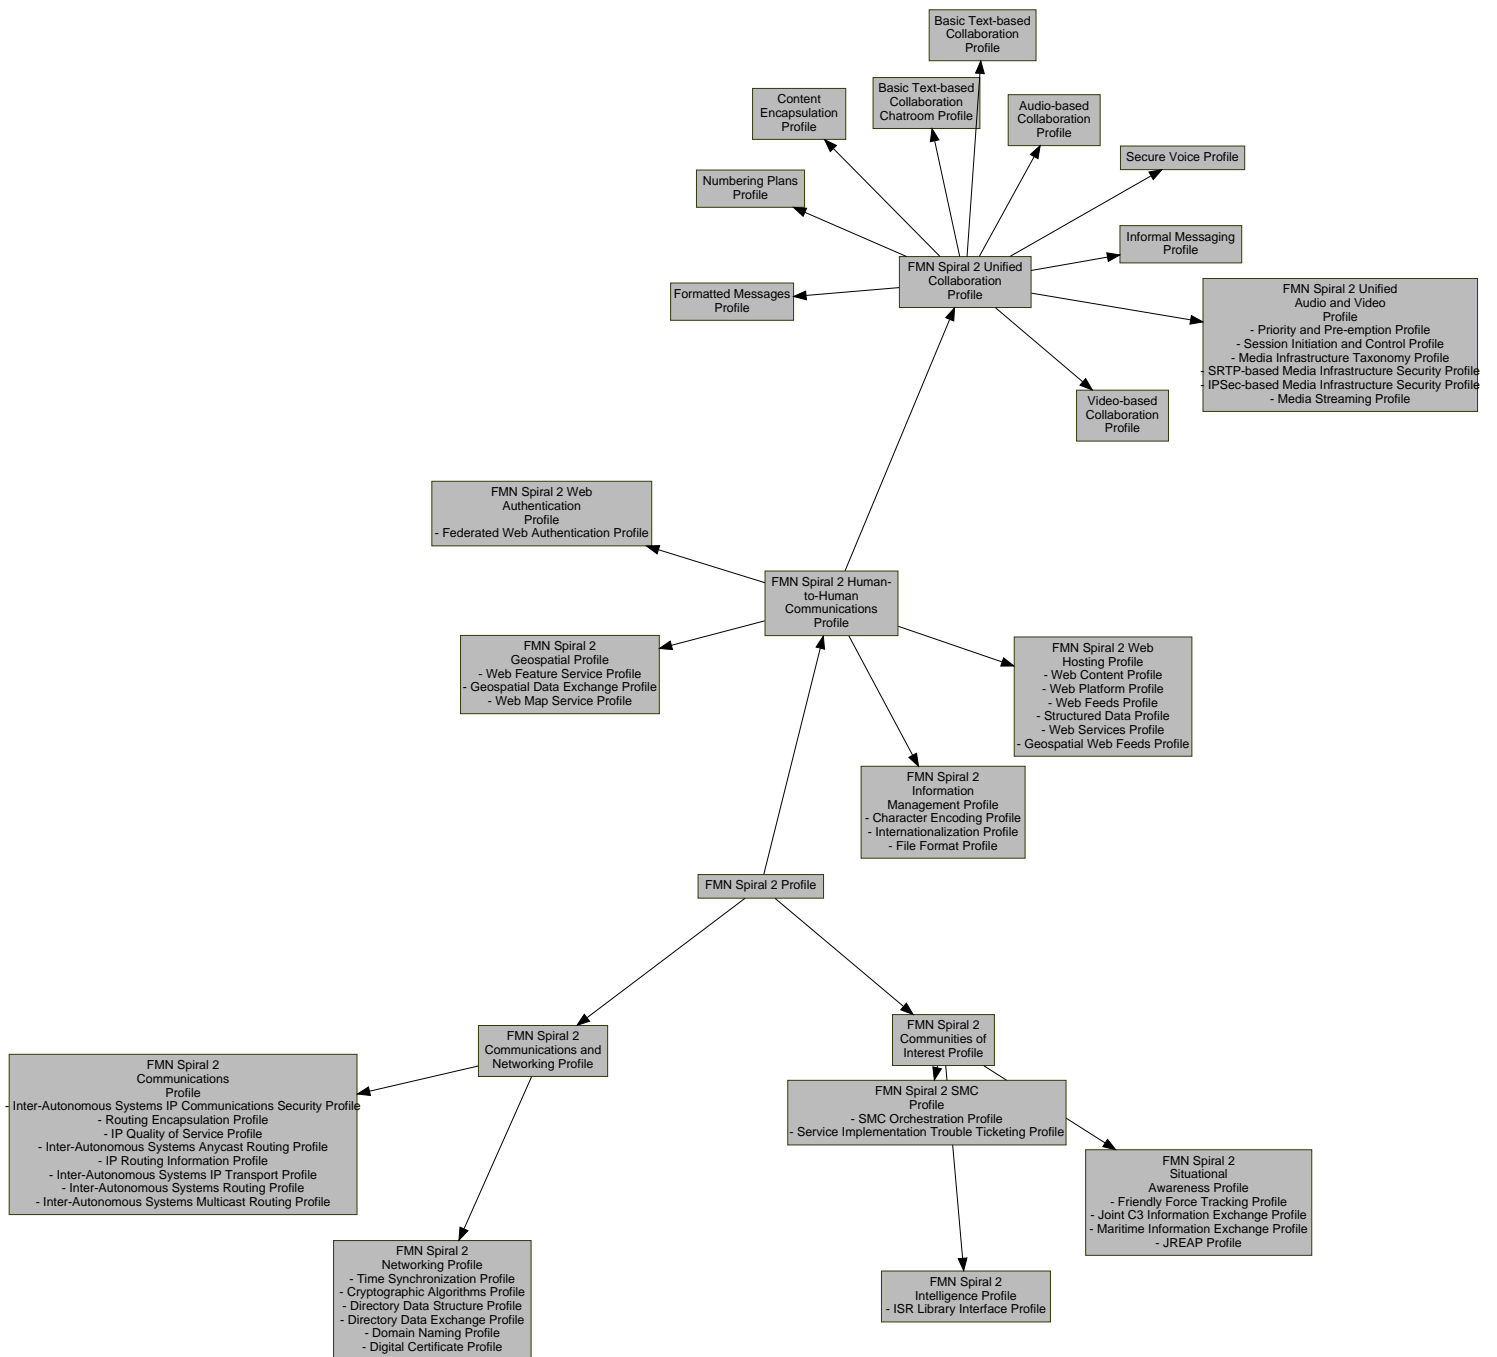 Basic Text-based
Collaboration
Profile
Basic Text-based
Collaboration
Chatroom Profile
Content
Encapsulation
Profile
Audio-based
Collaboration
Profile
Secure Voice Profile
Numbering Plans
Profile
Informal Messaging
Profile
FMN Spiral 2 Unified
Collaboration
Profile
Formatted Messages
Profile
FMN Spiral 2 Unified
Audio and Video
Profile
- Priority and Pre-emption Profile
- Session Initiation and Control Profile
- Media Infrastructure Taxonomy Profile
- SRTP-based Media Infrastructure Security Profile
- IPSec-based Media Infrastructure Security Profile
- Media Streaming Profile
Video-based
Collaboration
Profile
FMN Spiral 2 Web
Authentication
Profile
- Federated Web Authentication Profile
FMN Spiral 2 Human-
to-Human
Communications
Profile
FMN Spiral 2
Geospatial Profile
- Web Feature Service Profile
- Geospatial Data Exchange Profile
- Web Map Service Profile
FMN Spiral 2 Web
Hosting Profile
- Web Content Profile
- Web Platform Profile
- Web Feeds Profile
- Structured Data Profile
- Web Services Profile
- Geospatial Web Feeds Profile
FMN Spiral 2
Information
Management Profile
- Character Encoding Profile
- Internationalization Profile
- File Format Profile
FMN Spiral 2 Profile
FMN Spiral 2
Communications and
Networking Profile
FMN Spiral 2
Communities of
Interest Profile
FMN Spiral 2
Communications
Profile
- Inter-Autonomous Systems IP Communications Security Profile
- Routing Encapsulation Profile
- IP Quality of Service Profile
- Inter-Autonomous Systems Anycast Routing Profile
- IP Routing Information Profile
- Inter-Autonomous Systems IP Transport Profile
- Inter-Autonomous Systems Routing Profile
- Inter-Autonomous Systems Multicast Routing Profile
FMN Spiral 2 SMC
Profile
- SMC Orchestration Profile
- Service Implementation Trouble Ticketing Profile
FMN Spiral 2
Situational
Awareness Profile
- Friendly Force Tracking Profile
- Joint C3 Information Exchange Profile
- Maritime Information Exchange Profile
- JREAP Profile
FMN Spiral 2
Networking Profile
- Time Synchronization Profile
- Cryptographic Algorithms Profile
- Directory Data Structure Profile
- Directory Data Exchange Profile
- Domain Naming Profile
- Digital Certificate Profile
FMN Spiral 2
Intelligence Profile
- ISR Library Interface Profile